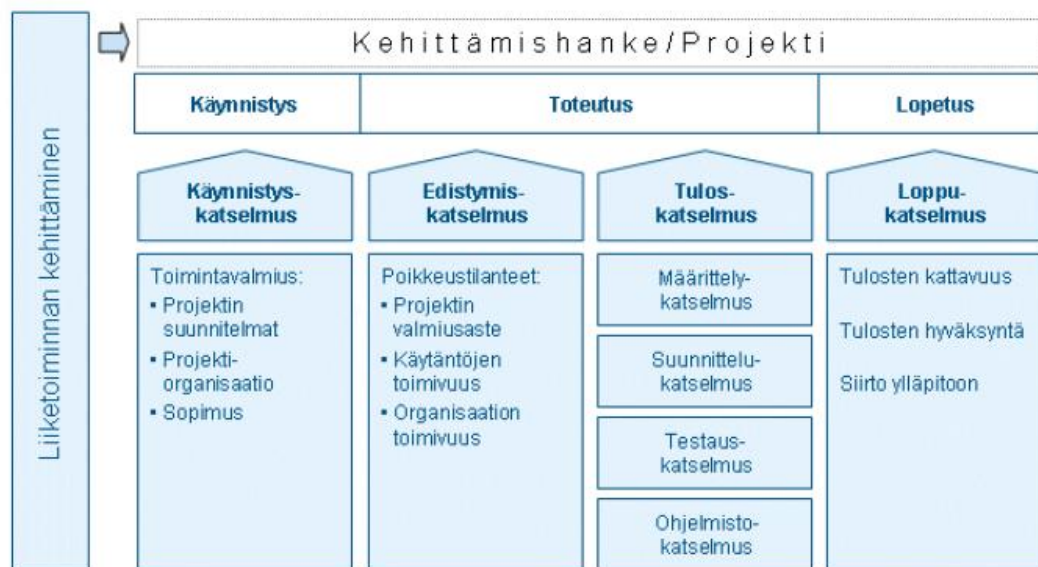 Liiketoiminnan kehittäminen
Kehittämishanke/Projekti
Käynnistys
Toteutus
Lopetus
Käynnistys-
katselmus
Toimintavalmius:
▪ Projektin
suunnitelmat
▪ Projekti-
organisaatio
▪ Sopimus
Edistymis-
katselmus
Poikkeustilanteet:
▪ Projektin
valmiusaste
▪ Käytäntöjen
toimivuus
▪ Organisaation
toimivuus
Tulos-
katselmus
Määrittely-
katselmus
Suunnittelu-
katselmus
Testaus-
katselmus
Ohjelmisto-
katselmus
Loppu-
katselmus
Tulosten kattavuus
Tulosten hyväksyntä
Siirto ylläpitoon